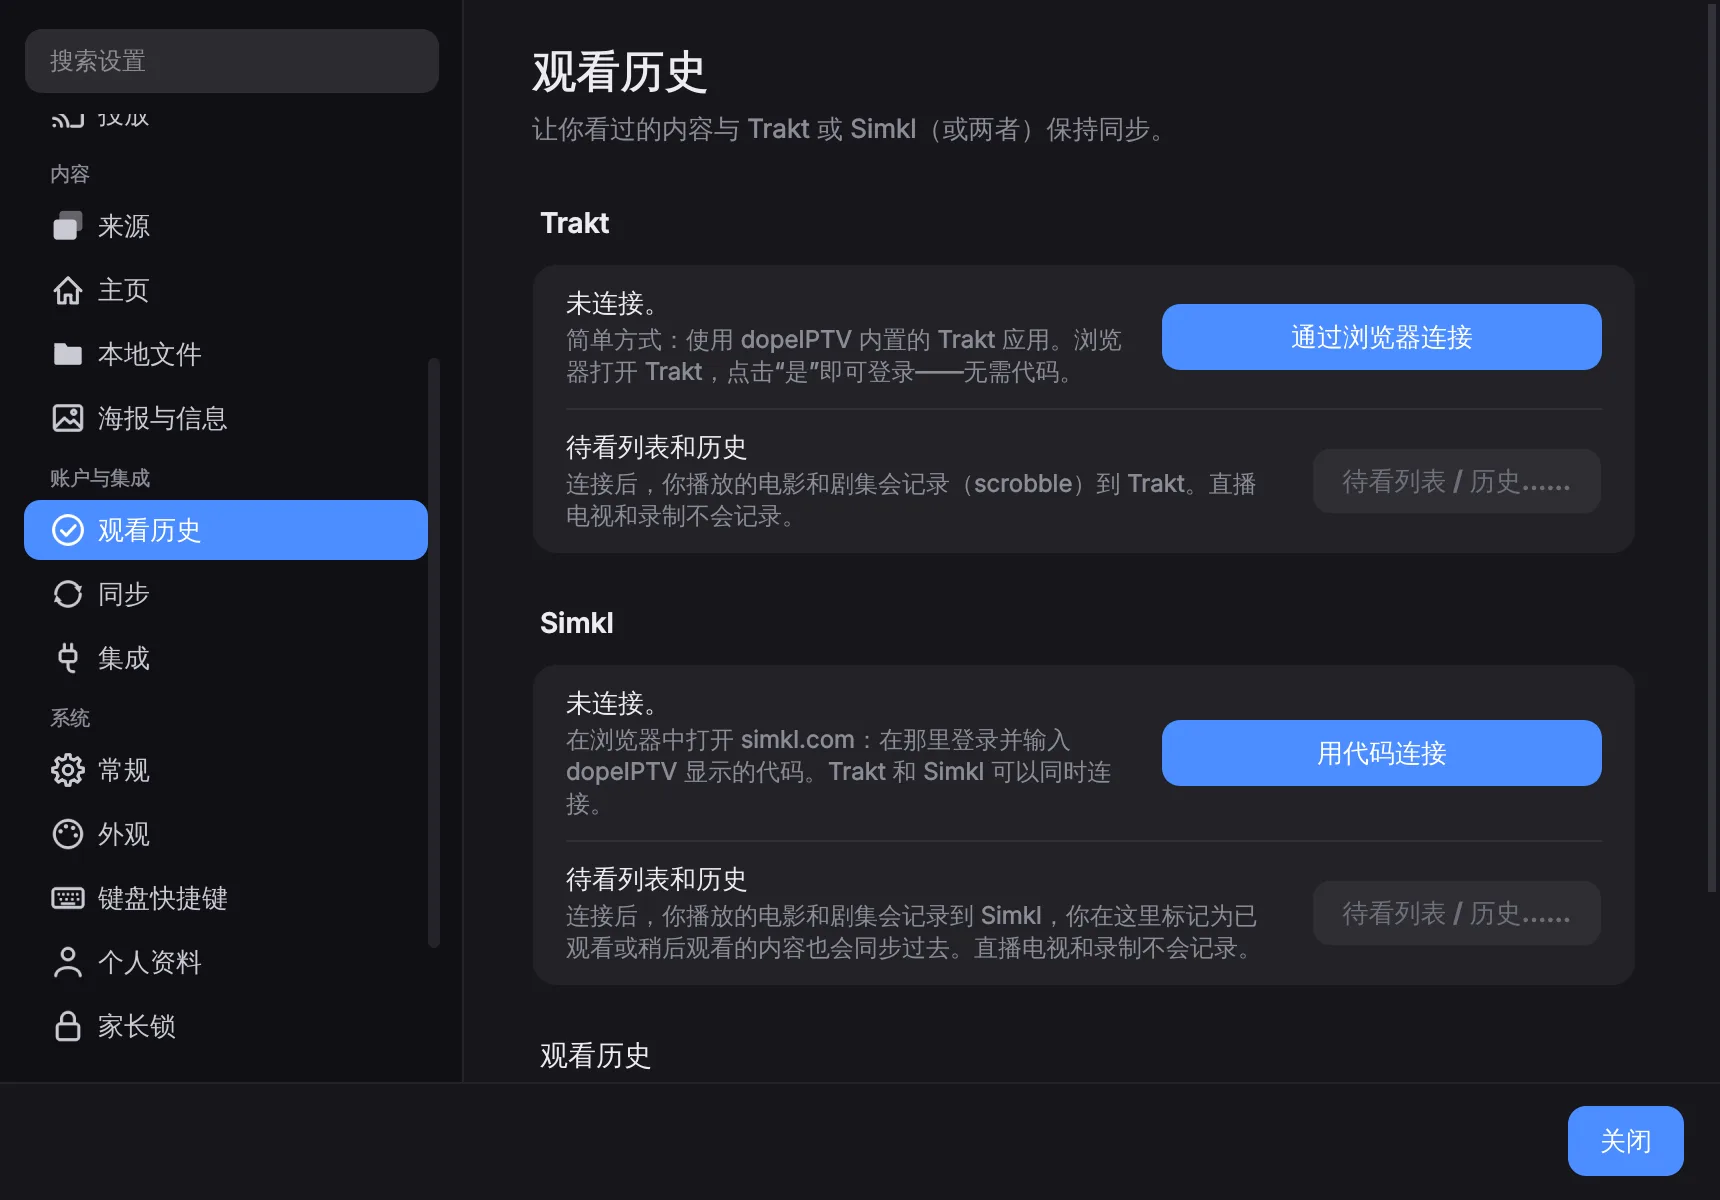 搜索设置
投放
内容
来源
主页
本地文件
海报与信息
账户与集成
观看历史
同步
集成
系统
常规
外观
键盘快捷键
个人资料
家长锁
观看历史
让你看过的内容与 Trakt 或 Simkl（或两者）保持同步。
Trakt
未连接。
简单方式：使用 dopeIPTV 内置的 Trakt 应用。浏览
器打开 Trakt，点击“是”即可登录——无需代码。
通过浏览器连接
待看列表和历史
连接后，你播放的电影和剧集会记录（scrobble）到 Trakt。直播
电视和录制不会记录。
待看列表 / 历史……
Simkl
未连接。
在浏览器中打开 simkl.com：在那里登录并输入
dopeIPTV 显示的代码。Trakt 和 Simkl 可以同时连
接。
用代码连接
待看列表和历史
连接后，你播放的电影和剧集会记录到 Simkl，你在这里标记为已
观看或稍后观看的内容也会同步过去。直播电视和录制不会记录。
待看列表 / 历史……
观看历史
关闭